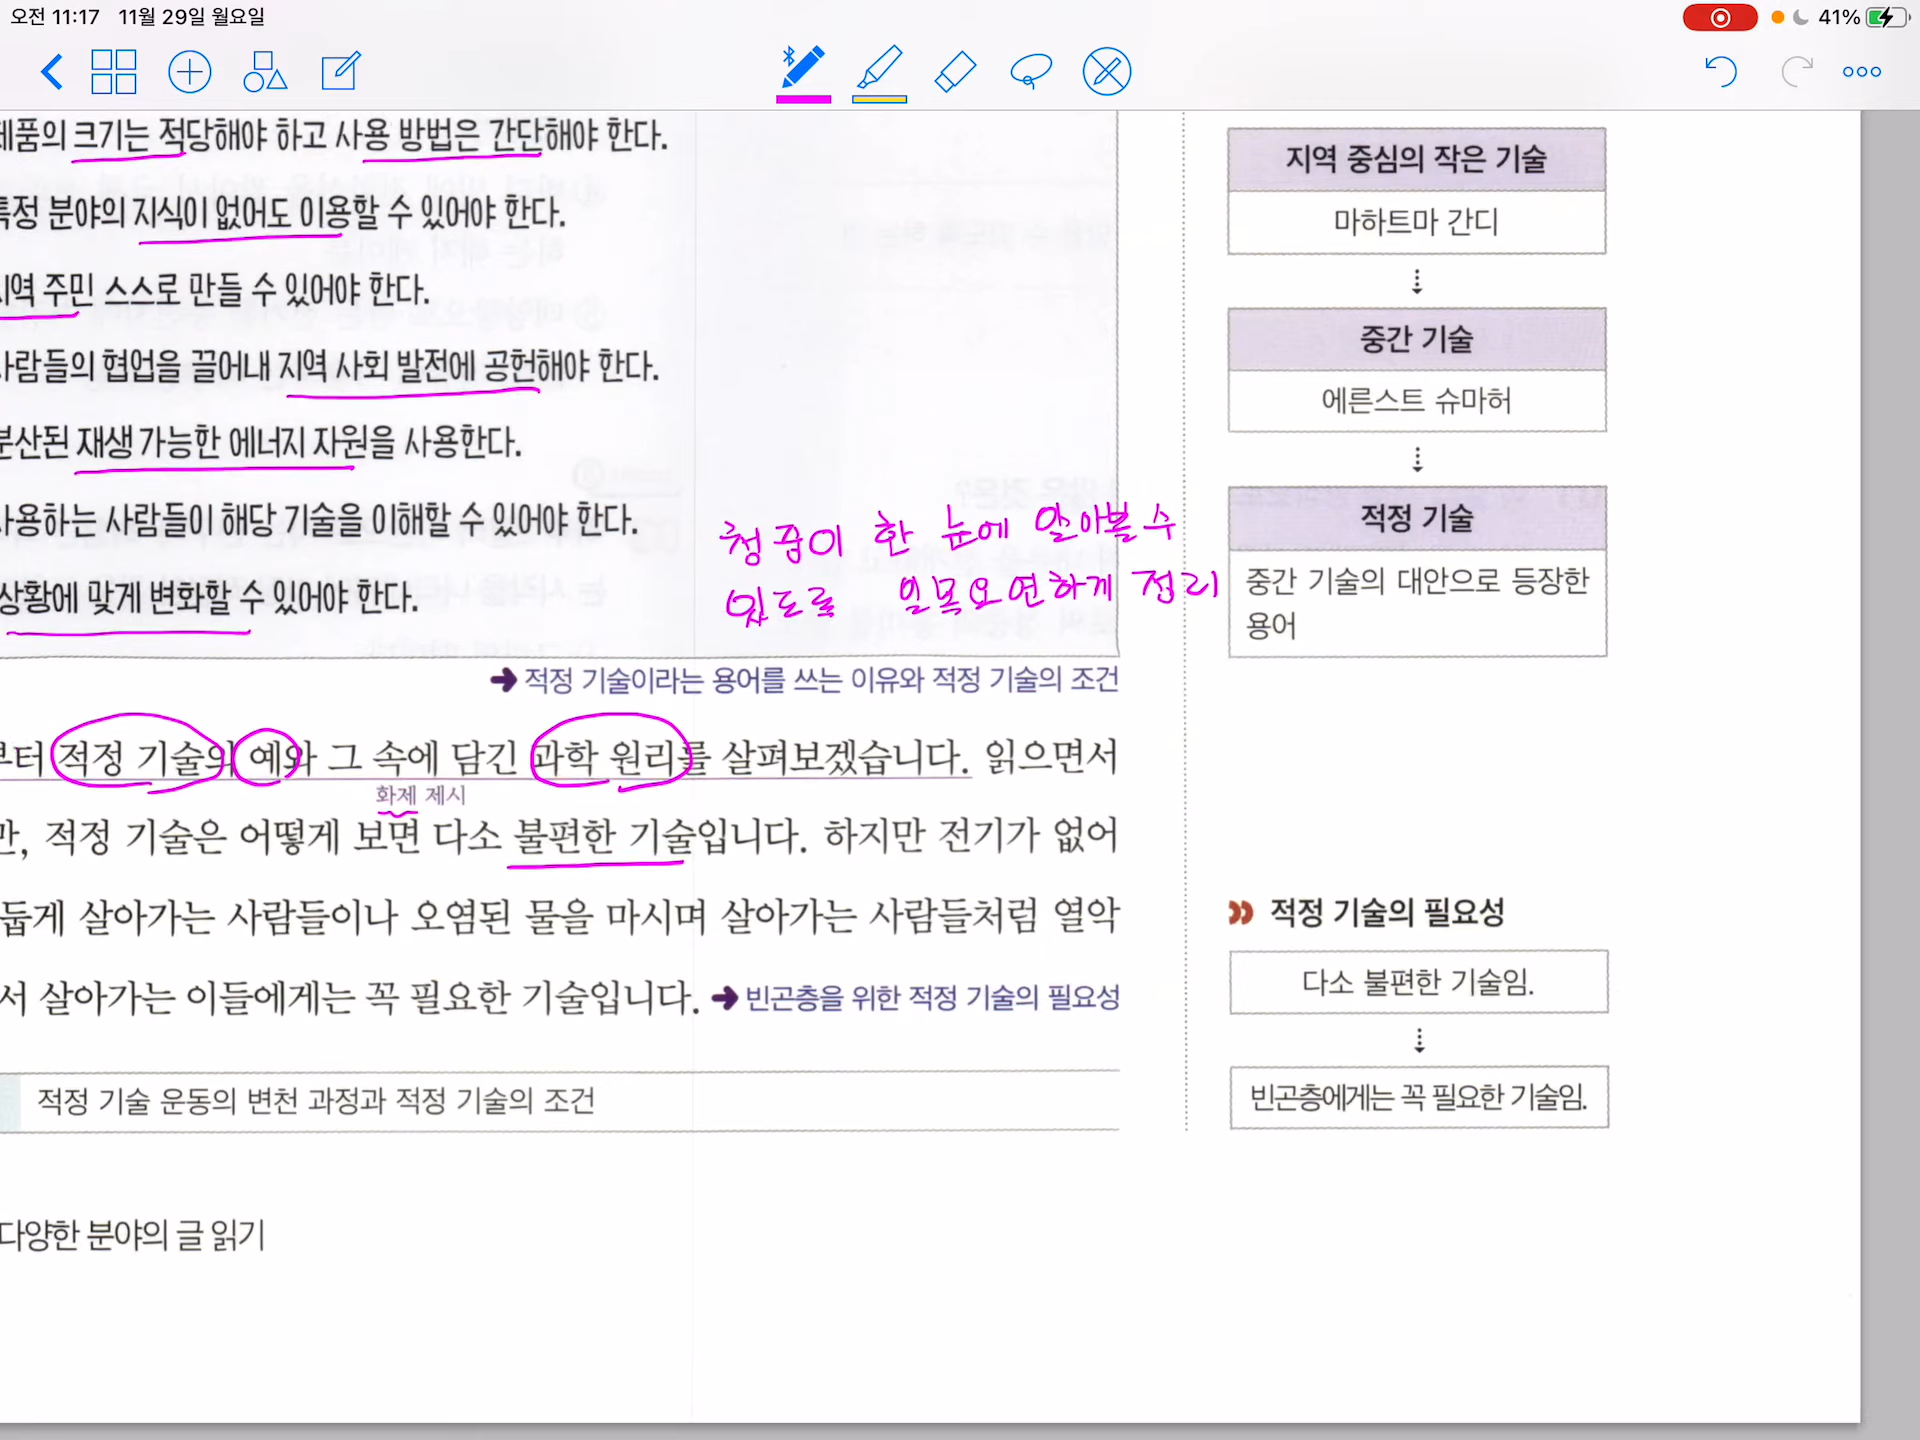 오전 11:17 11월 29일 월요일
41%
제품의 크기는 적당해야 하고 사용 방법은 간단해야 한다.
특정 분야의 지식이 없어도 이용할 수 있어야 한다.
지역 주민 스스로 만들 수 있어야 한다.
사람들의 협업을 끌어내 지역 사회 발전에 공헌해야 한다.
분산된 재생 가능한 에너지 자원을 사용한다.
사용하는 사람들이 해당 기술을 이해할 수 있어야 한다.
상황에 맞게 변화할 수 있어야 한다.
청중이 한 눈에 알아볼 수
있도록 일목요연하게 정리
➔ 적정 기술이라는 용어를 쓰는 이유와 적정 기술의 조건
부터 적정 기술의 예와 그 속에 담긴 과학 원리를 살펴보겠습니다. 읽으면서
화제 제시
만, 적정 기술은 어떻게 보면 다소 불편한 기술입니다. 하지만 전기가 없어
둡게 살아가는 사람들이나 오염된 물을 마시며 살아가는 사람들처럼 열악
서 살아가는 이들에게는 꼭 필요한 기술입니다. ➔ 빈곤층을 위한 적정 기술의 필요성
적정 기술 운동의 변천 과정과 적정 기술의 조건
다양한 분야의 글 읽기
지역 중심의 작은 기술
마하트마 간디
중간 기술
에른스트 슈마허
적정 기술
중간 기술의 대안으로 등장한
용어
적정 기술의 필요성
다소 불편한 기술임.
빈곤층에게는 꼭 필요한 기술임.